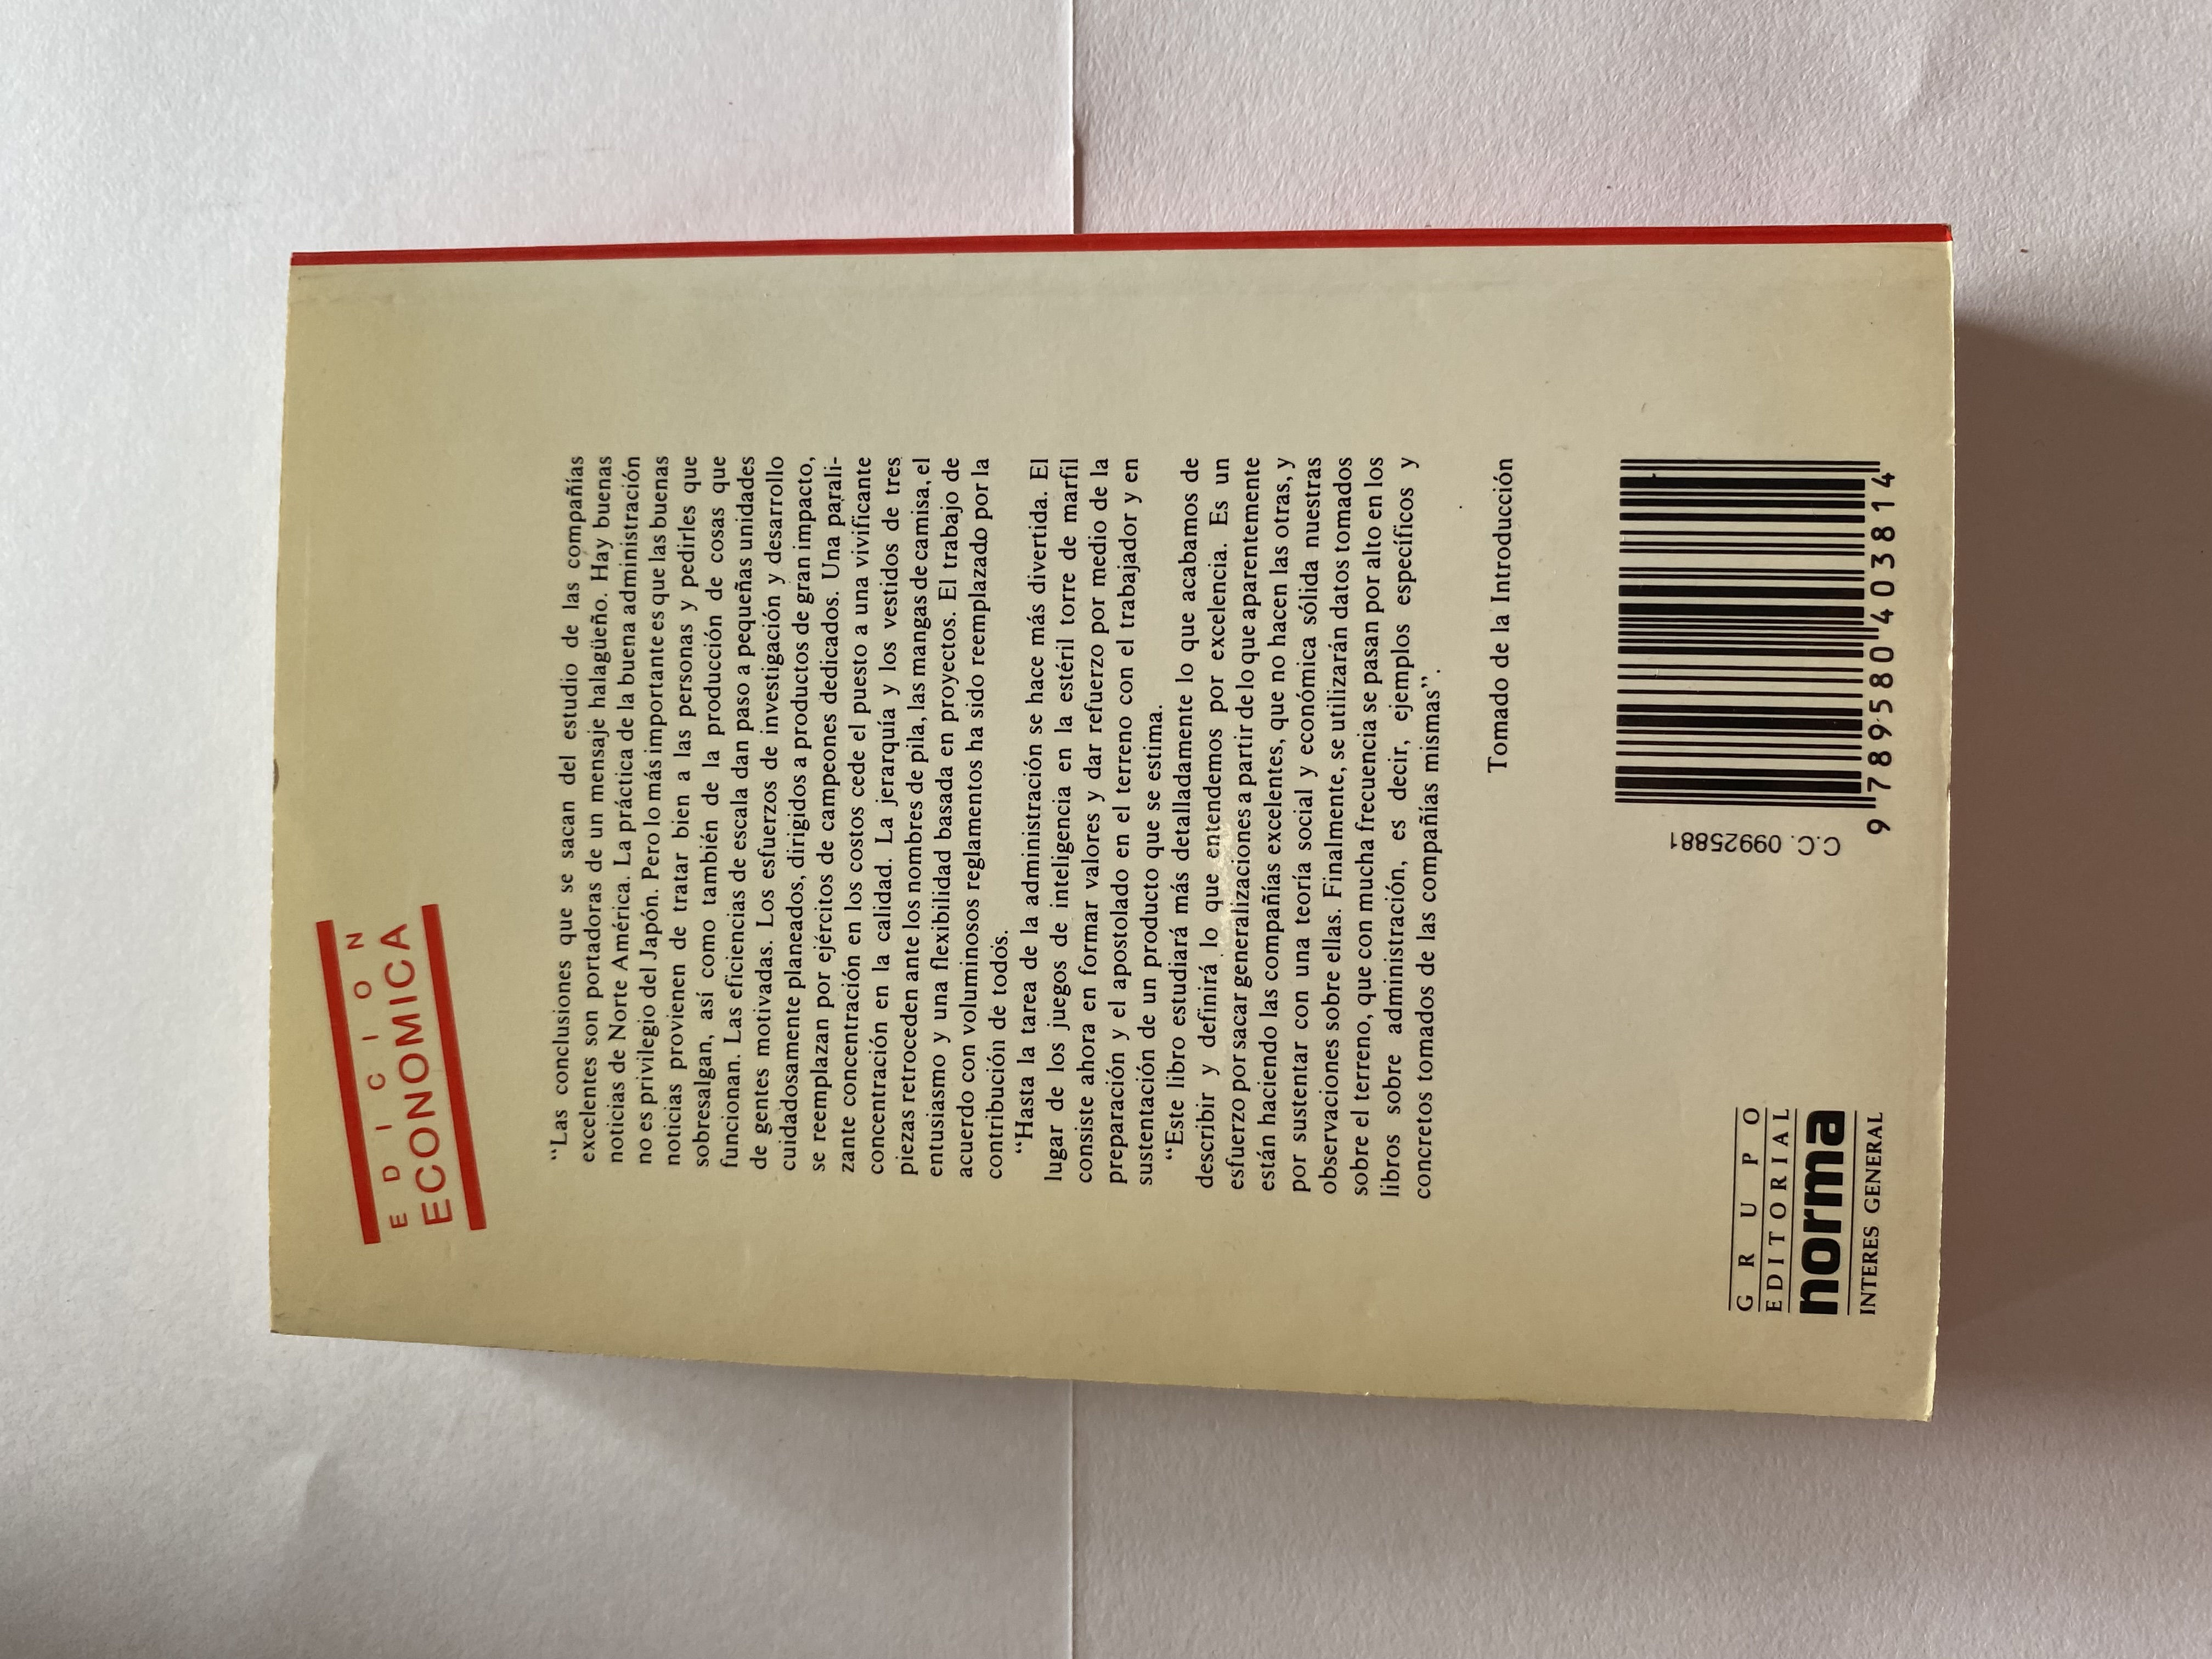 EDICION
ECONOMICA
“Las conclusiones que se sacan del estudio de las compañías
excelentes son portadoras de un mensaje halagüeño. Hay buenas
noticias de Norte América. La práctica de la buena administración
no es privilegio del Japón. Pero lo más importante es que las buenas
noticias provienen de tratar bien a las personas y pedirles que
sobresalgan, así como también de la producción de cosas que
funcionan. Las eficiencias de escala dan paso a pequeñas unidades
de gentes motivadas. Los esfuerzos de investigación y desarrollo
cuidadosamente planeados, dirigidos a productos de gran impacto,
se reemplazan por ejércitos de campeones dedicados. Una parali-
zante concentración en los costos cede el puesto a una vivificante
concentración en la calidad. La jerarquía y los vestidos de tres
piezas retroceden ante los nombres de pila, las mangas de camisa, el
entusiasmo y una flexibilidad basada en proyectos. El trabajo de
acuerdo con voluminosos reglamentos ha sido reemplazado por la
contribución de todos.
“Hasta la tarea de la administración se hace más divertida. El
lugar de los juegos de inteligencia en la estéril torre de marfil
consiste ahora en formar valores y dar refuerzo por medio de la
preparación y el apostolado en el terreno con el trabajador y en
sustentación de un producto que se estima.
“Este libro estudiará más detalladamente lo que acabamos de
describir y definirá lo que entendemos por excelencia. Es un
esfuerzo por sacar generalizaciones a partir de lo que aparentemente
están haciendo las compañías excelentes, que no hacen las otras, y
por sustentar con una teoría social y económica sólida nuestras
observaciones sobre ellas. Finalmente, se utilizarán datos tomados
sobre el terreno, que con mucha frecuencia se pasan por alto en los
libros sobre administración, es decir, ejemplos específicos y
concretos tomados de las compañías mismas”.
Tomado de la Introducción
GRUPO
EDITORIAL
norma
INTERES GENERAL
C.C. 09925881
9 789580 403814